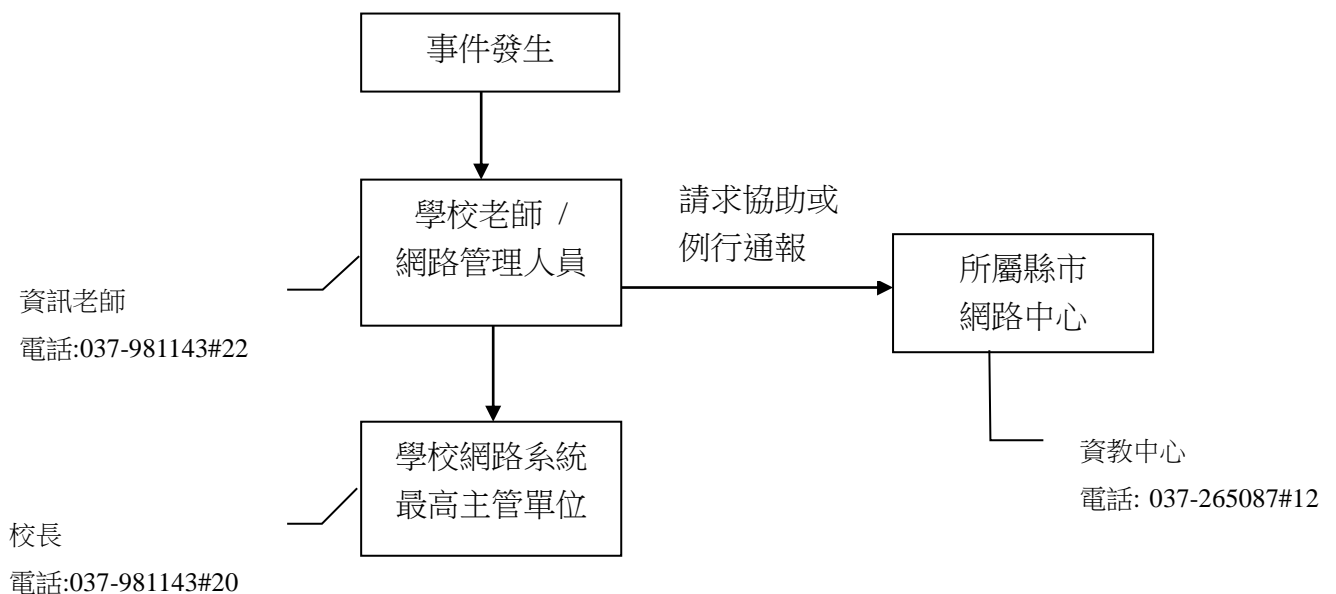 事件發生
學校老師 /
網路管理人員
請求協助或
例行通報
所屬縣市
網路中心
資訊老師
電話:037-981143#22
學校網路系統
最高主管單位
資教中心
電話: 037-265087#12
校長
電話:037-981143#20